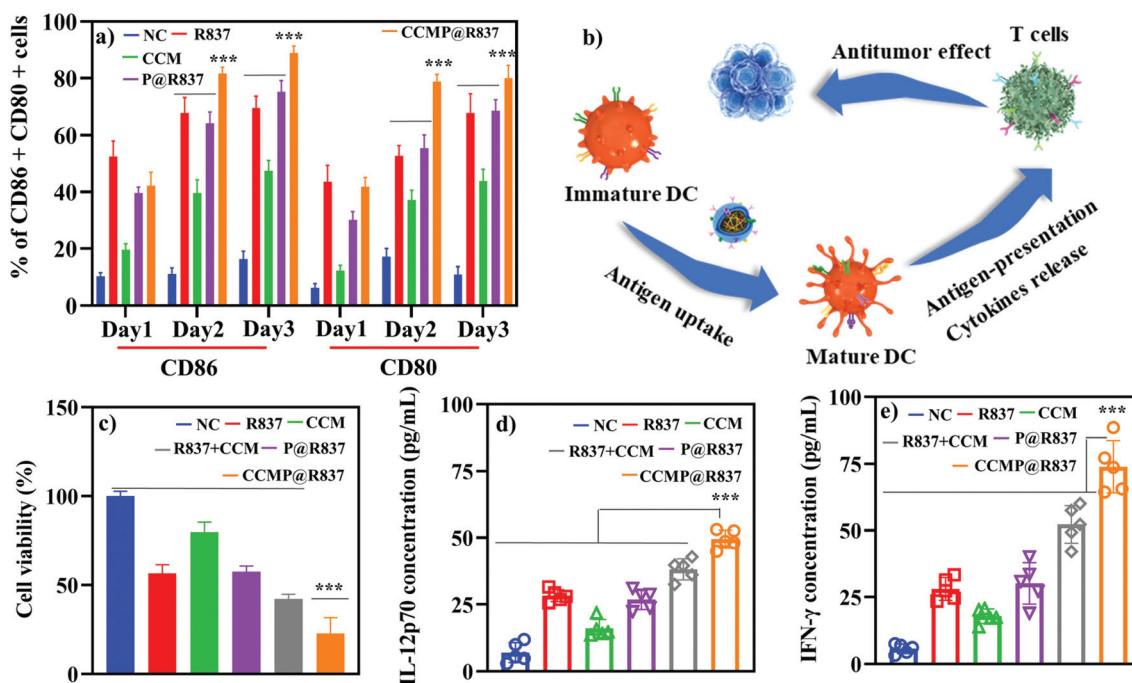 a)
% of CD86 + CD80 + cells
100
80
60
40
20
0
NC R837
CCM
P@R837
CCMP@R837
*** *** *** ***
Day1 Day2 Day3 Day1 Day2 Day3
CD86 CD80
b)
Antitumor effect
T cells
Immature DC
Antigen uptake
Mature DC
Antigen-presentation
Cytokines release
c)
Cell viability (%)
150
100
50
0
NC R837 CCM
R837+CCM P@R837
CCMP@R837
***
d)
IL-12p70 concentration (pg/mL)
100
75
50
25
0
NC R837 CCM
R837+CCM P@R837
CCMP@R837
***
e)
IFN-γ concentration (pg/mL)
100
75
50
25
0
NC R837 CCM
R837+CCM P@R837
CCMP@R837
***